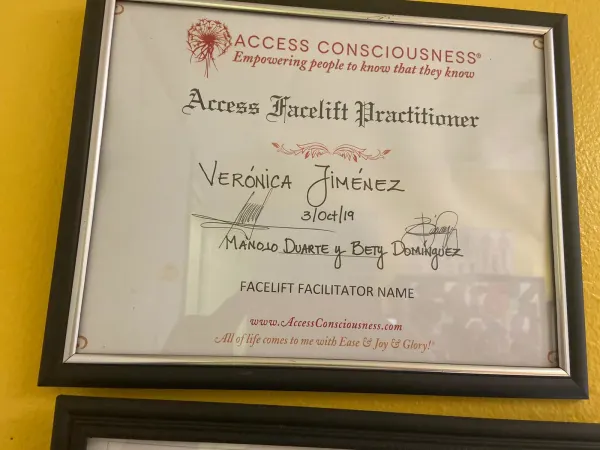 ACCESS CONSCIOUSNESS®
Empowering people to know that they know
Access Facelift Practitioner
VERÓNICA JIMÉNEZ
3/Oct/19
MANOLO DUARTE y BETY DOMÍNGUEZ
FACELIFT FACILITATOR NAME
www.AccessConsciousness.com
All of life comes to me with Ease & Joy & Glory!®